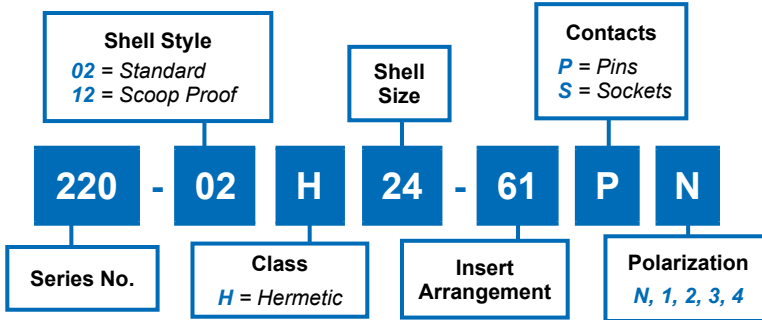 Shell Style
02 = Standard
12 = Scoop Proof
Shell
Size
Contacts
P = Pins
S = Sockets
220 - 02 H 24 - 61 P N
Series No.
Class
H = Hermetic
Insert
Arrangement
Polarization
N, 1, 2, 3, 4